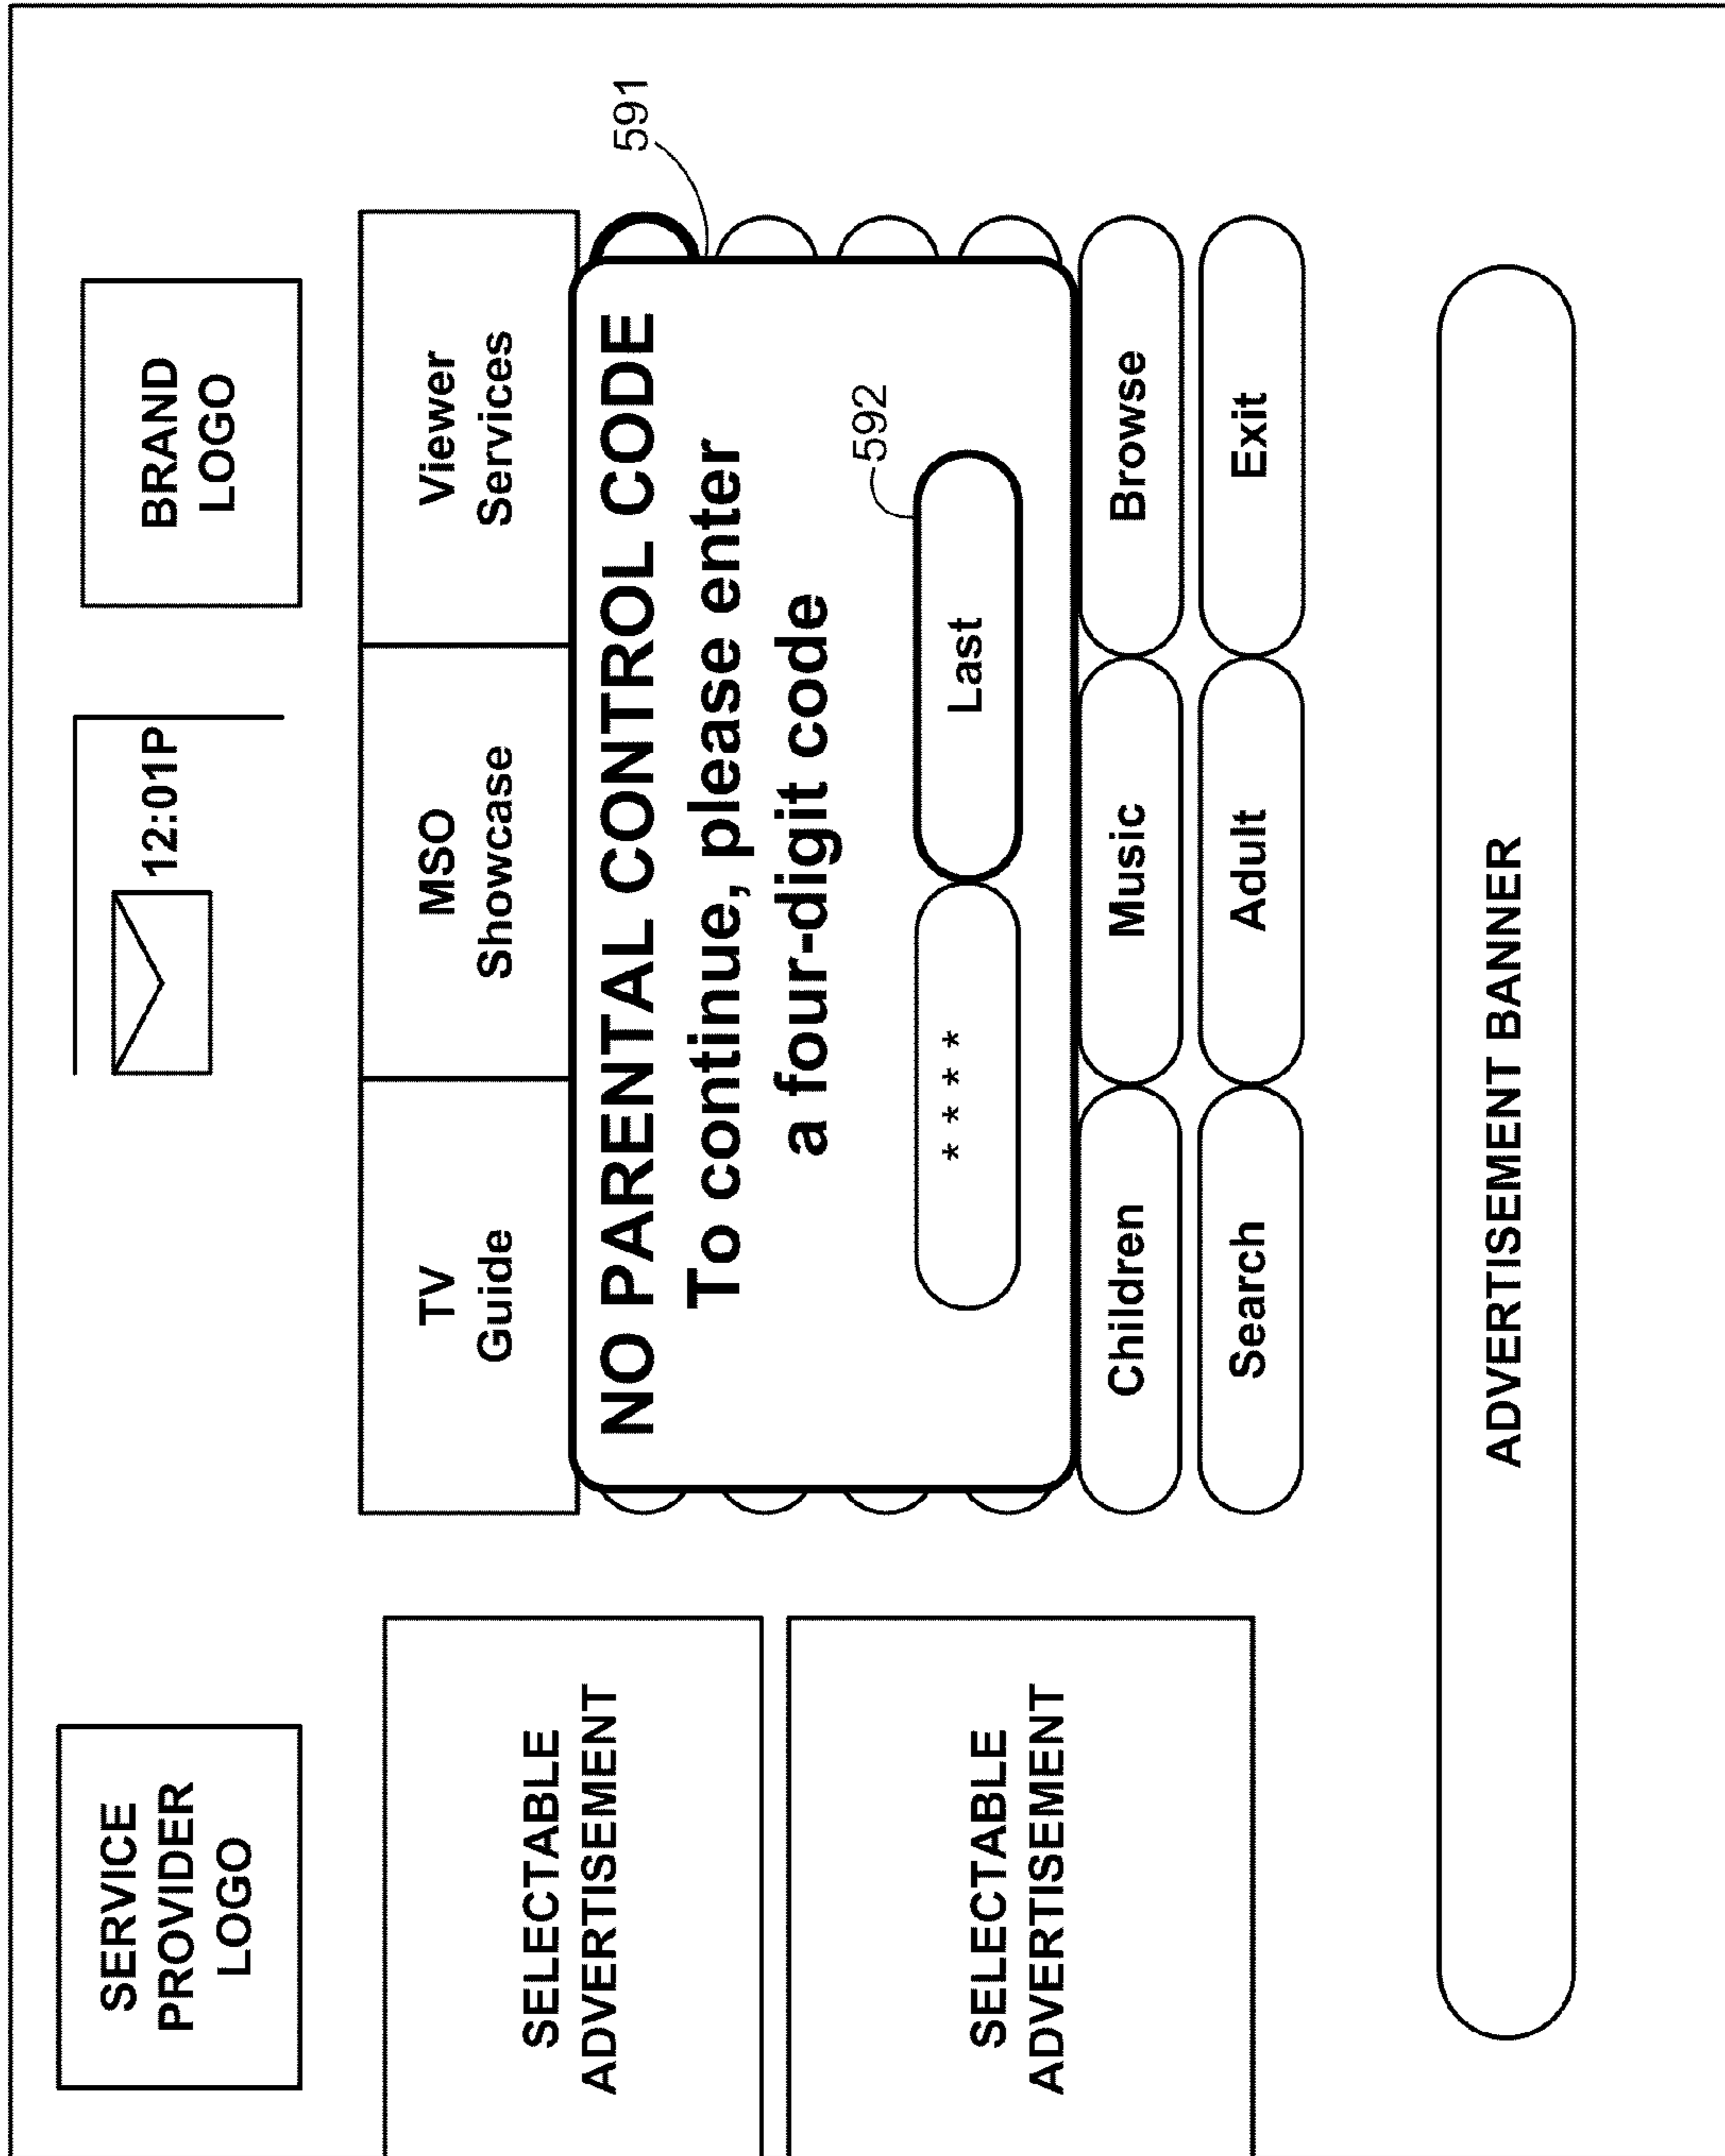 SERVICE
PROVIDER
LOGO
12:01P
BRAND
LOGO
TV
Guide
MSO
Showcase
Viewer
Services
591
NO PARENTAL CONTROL CODE
To continue, please enter
a four-digit code
592
* * * *
Last
SELECTABLE
ADVERTISEMENT
SELECTABLE
ADVERTISEMENT
Children
Music
Browse
Search
Adult
Exit
ADVERTISEMENT BANNER